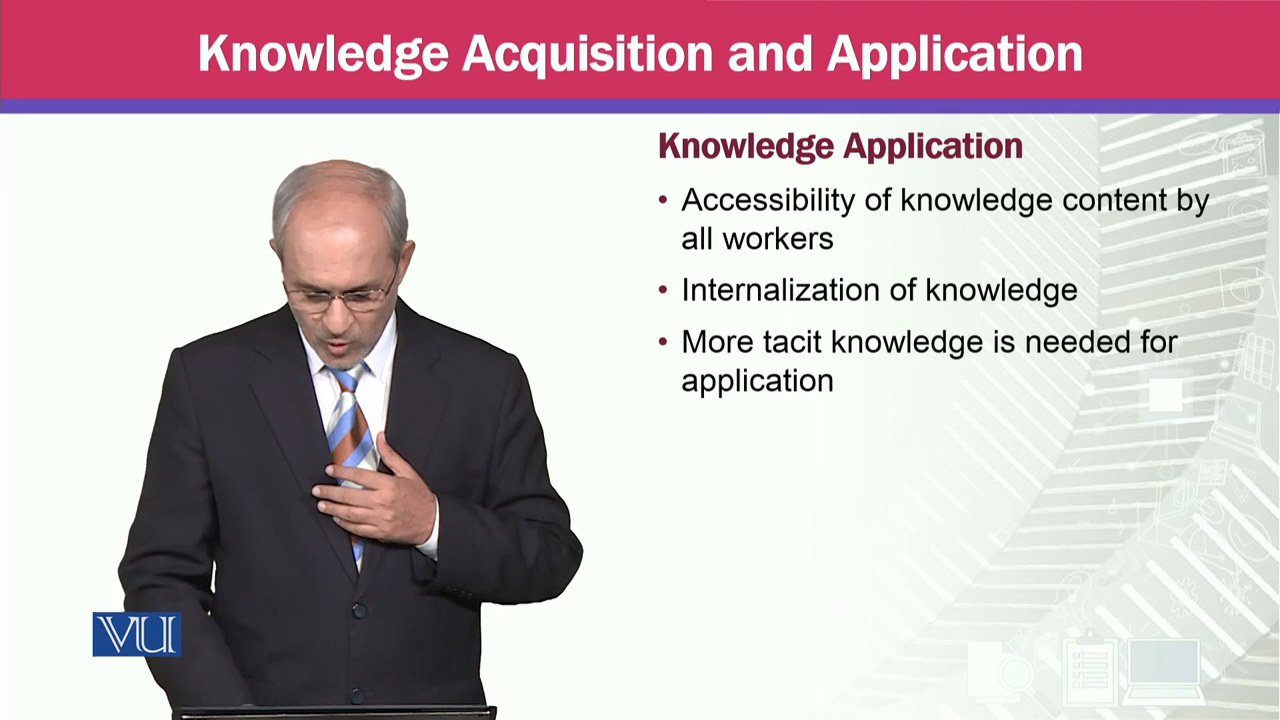 Knowledge Acquisition and Application
Knowledge Application
• Accessibility of knowledge content by
all workers
• Internalization of knowledge
• More tacit knowledge is needed for
application
VU